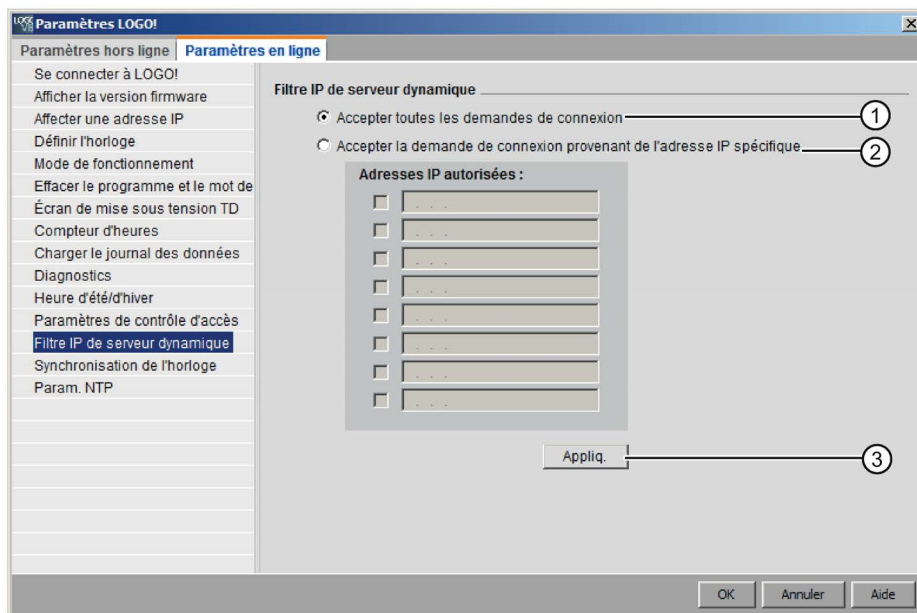 Paramètres LOGO!
Paramètres hors ligne
Paramètres en ligne
Se connecter à LOGO!
Afficher la version firmware
Affecter une adresse IP
Définir l'horloge
Mode de fonctionnement
Effacer le programme et le mot de
Écran de mise sous tension TD
Compteur d'heures
Charger le journal des données
Diagnostics
Heure d'été/d'hiver
Paramètres de contrôle d'accès
Filtre IP de serveur dynamique
Synchronisation de l'horloge
Param. NTP
Filtre IP de serveur dynamique
Accepter toutes les demandes de connexion
1
Accepter la demande de connexion provenant de l'adresse IP spécifique
2
Adresses IP autorisées :
. . .
. . .
. . .
. . .
. . .
. . .
. . .
. . .
Appliq.
3
OK
Annuler
Aide